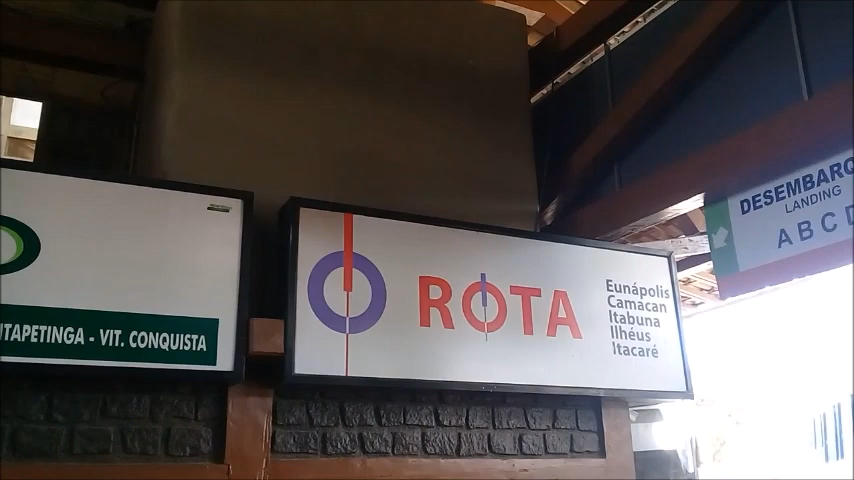 ITAPETINGA - VIT. CONQUISTA
ROTA
Eunápolis
Camacan
Itabuna
Ilhéus
Itacaré
DESEMBARQ
LANDING
A B C D